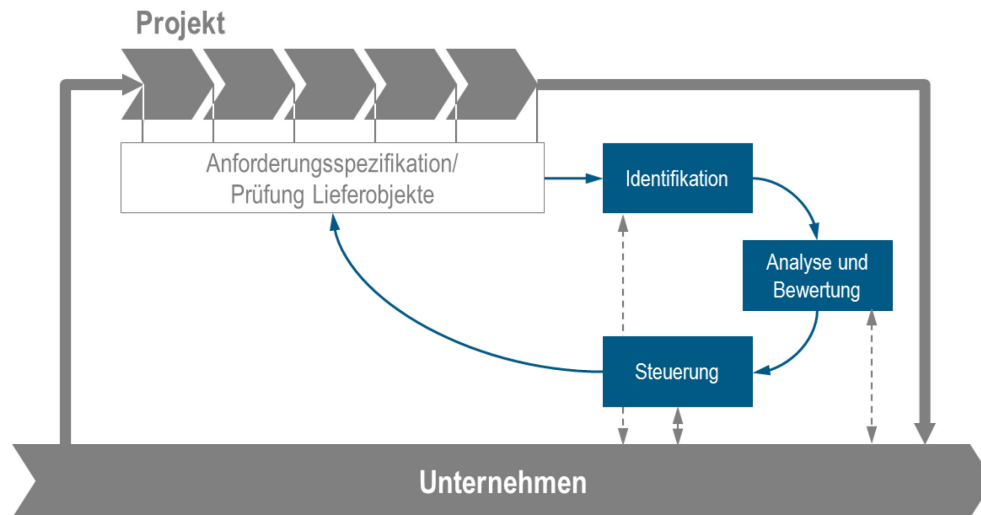 Projekt
Anforderungsspezifikation/
Prüfung Lieferobjekte
Identifikation
Analyse und
Bewertung
Steuerung
Unternehmen